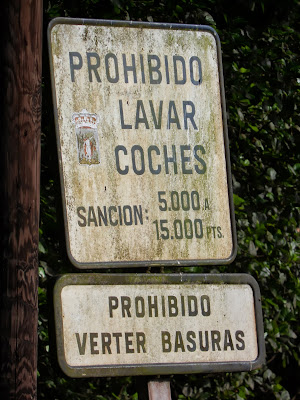 PROHIBIDO
LAVAR
COCHES
SANCION: 5.000 A
15.000 PTS.
PROHIBIDO
VERTER BASURAS